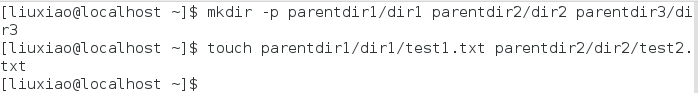 [liuxiao@localhost ~]$ mkdir -p parentdir1/dir1 parentdir2/dir2 parentdir3/di
r3
[liuxiao@localhost ~]$ touch parentdir1/dir1/test1.txt parentdir2/dir2/test2.
txt
[liuxiao@localhost ~]$